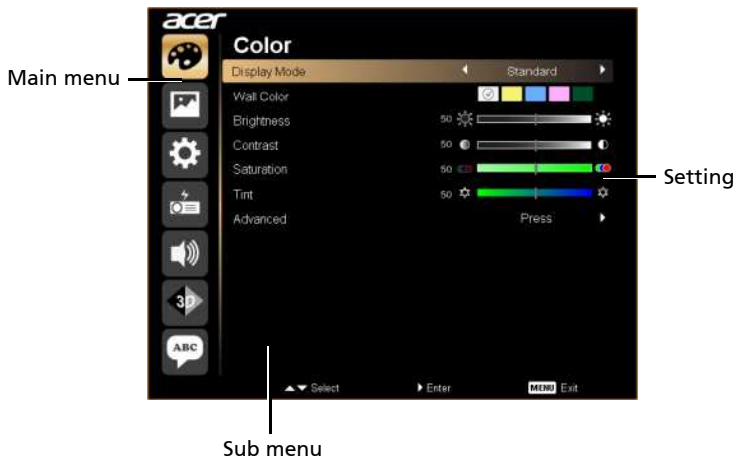 acer
Color
Main menu
Display Mode Standard
Wall Color
Brightness 50
Contrast 50
Saturation 50
Setting
Tint 50
Advanced Press
3D
ABC
Select Enter MENU Exit
Sub menu